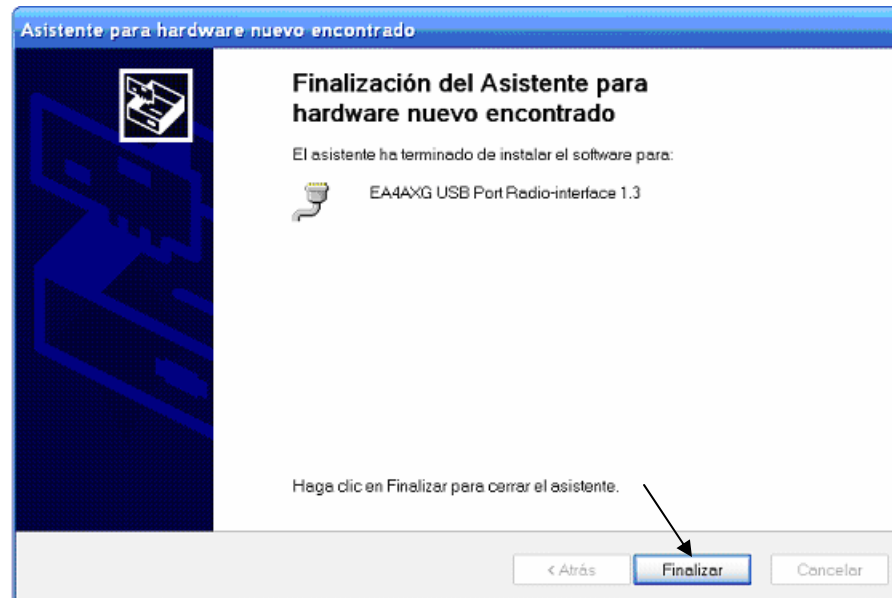 Asistente para hardware nuevo encontrado
Finalización del Asistente para
hardware nuevo encontrado
El asistente ha terminado de instalar el software para:
EA4AXG USB Port Radio-interface 1.3
Haga clic en Finalizar para cerrar el asistente.
< Atrás
Finalizar
Cancelar